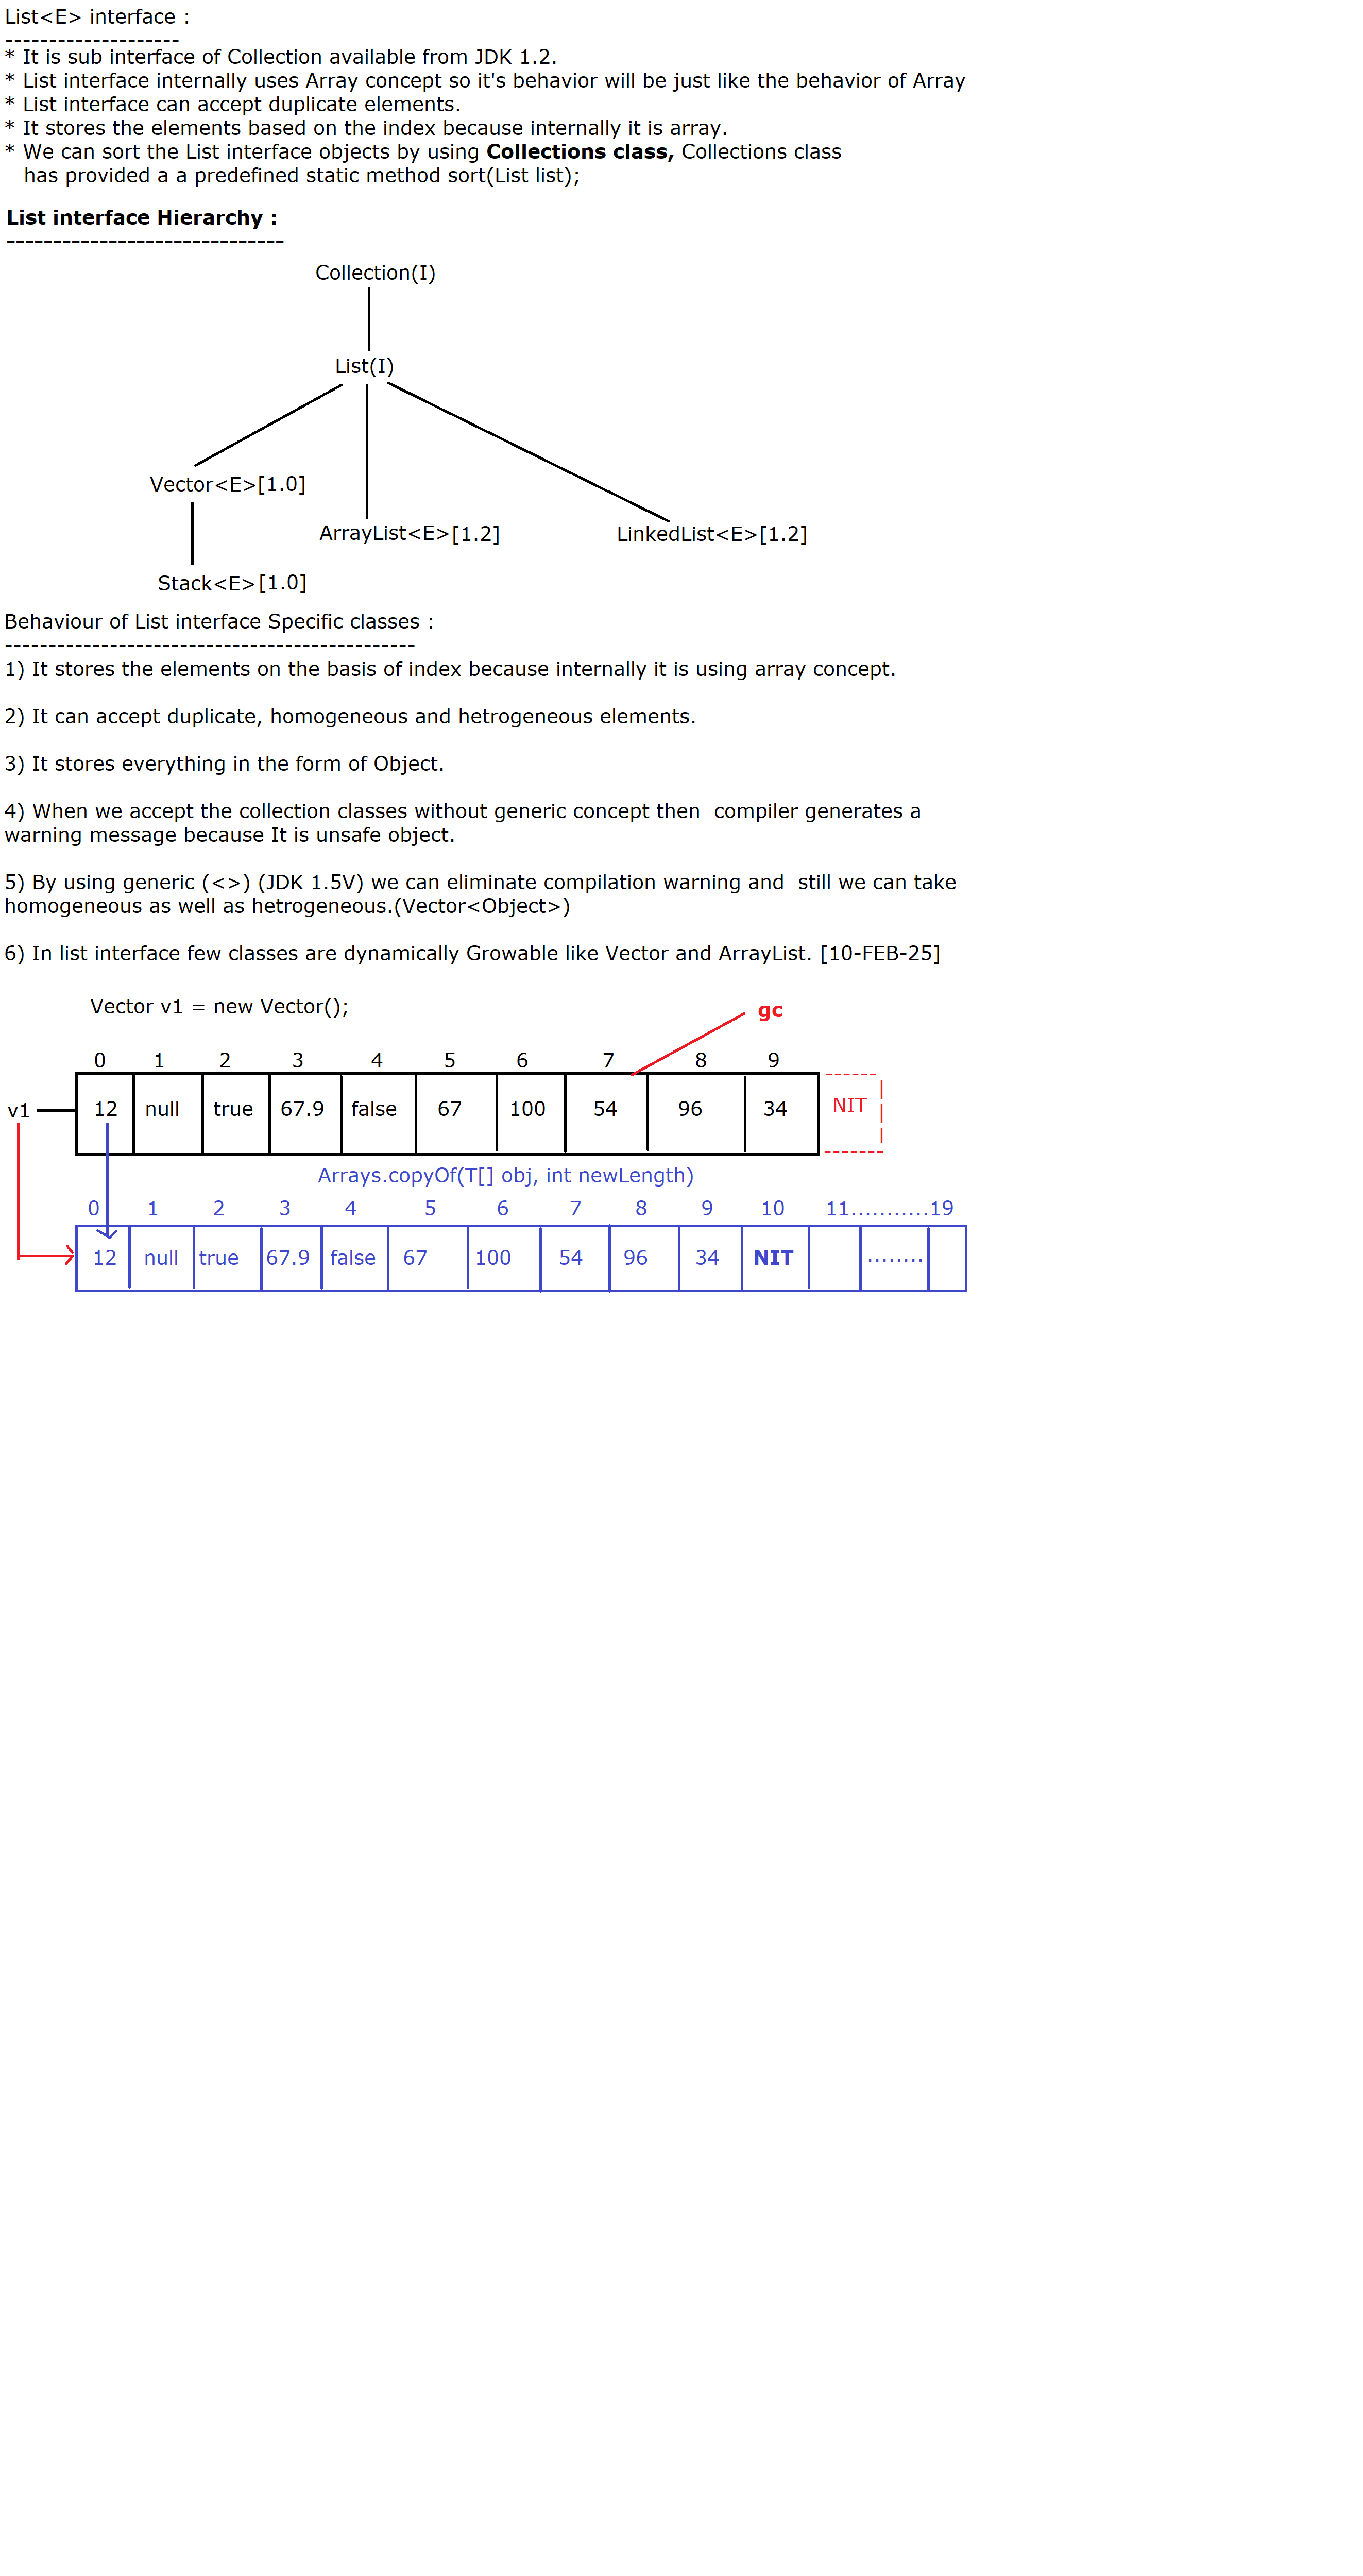 List<E> interface :
--------------------
* It is sub interface of Collection available from JDK 1.2.
* List interface internally uses Array concept so it's behavior will be just like the behavior of Array
* List interface can accept duplicate elements.
* It stores the elements based on the index because internally it is array.
* We can sort the List interface objects by using Collections class, Collections class
has provided a a predefined static method sort(List list);
List interface Hierarchy :
------------------------------
Collection(I)
List(I)
Vector<E>[1.0]
ArrayList<E>[1.2]
LinkedList<E>[1.2]
Stack<E>[1.0]
Behaviour of List interface Specific classes :
-----------------------------------------------
1) It stores the elements on the basis of index because internally it is using array concept.
2) It can accept duplicate, homogeneous and hetrogeneous elements.
3) It stores everything in the form of Object.
4) When we accept the collection classes without generic concept then  compiler generates a
warning message because It is unsafe object.
5) By using generic (<>) (JDK 1.5V) we can eliminate compilation warning and  still we can take
homogeneous as well as hetrogeneous.(Vector<Object>)
6) In list interface few classes are dynamically Growable like Vector and ArrayList. [10-FEB-25]
Vector v1 = new Vector();
gc
0 1 2 3 4 5 6 7 8 9
v1 12 null true 67.9 false 67 100 54 96 34 NIT
Arrays.copyOf(T[] obj, int newLength)
0 1 2 3 4 5 6 7 8 9 10 11...........19
12 null true 67.9 false 67 100 54 96 34 NIT ........